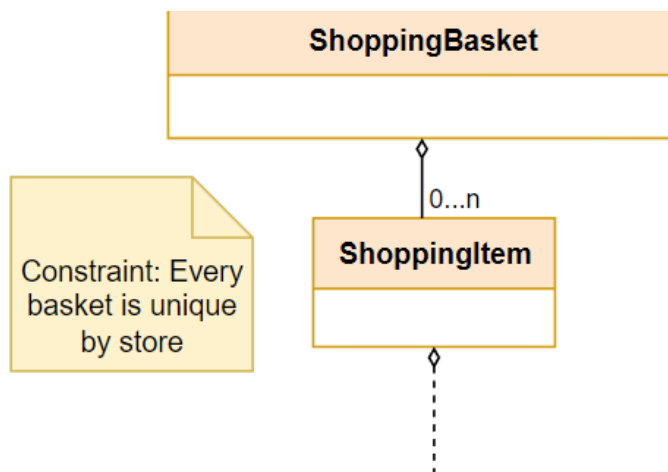 ShoppingBasket
0...n
ShoppingItem
Constraint: Every
basket is unique
by store